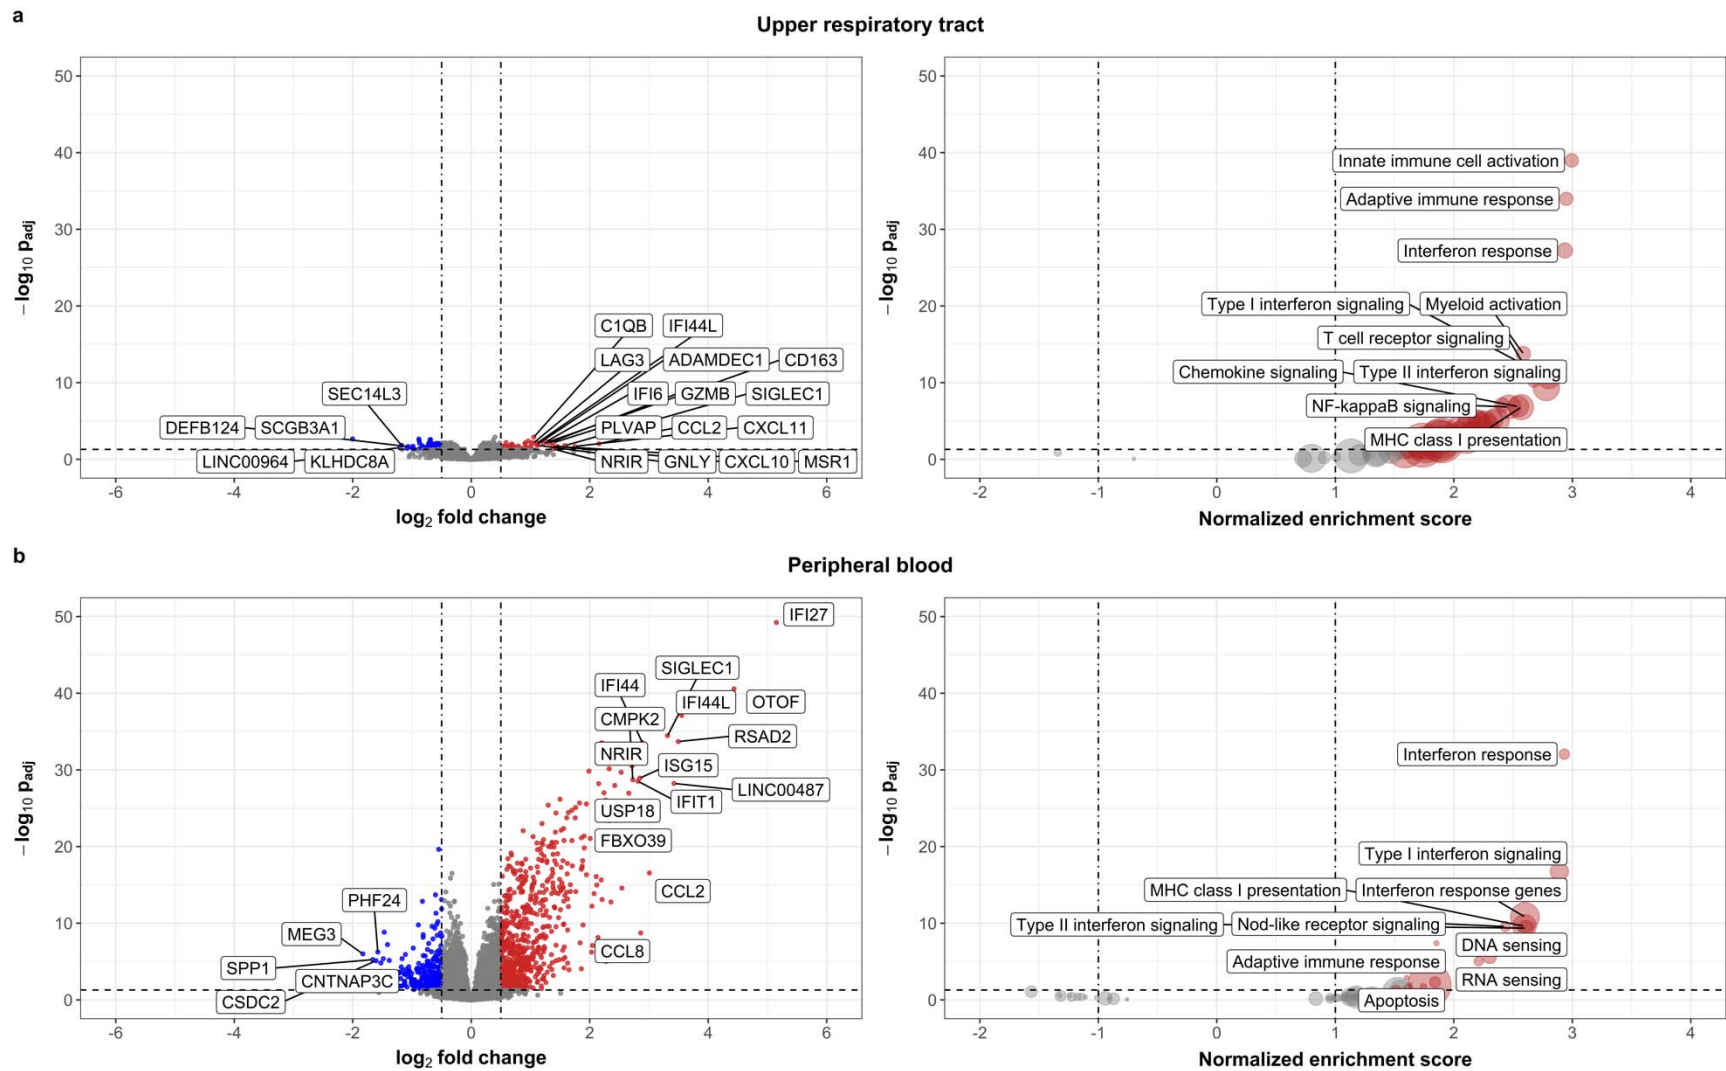 a
Upper respiratory tract
50
40
30
20
10
0
−log10 padj
C1QB IFI44L
LAG3 ADAMDEC1 CD163
SEC14L3 IFI6 GZMB SIGLEC1
DEFB124 SCGB3A1 PLVAP CCL2 CXCL11
LINC00964 KLHDC8A NRIR GNLY CXCL10 MSR1
-6 -4 -2 0 2 4 6
log2 fold change
50
40
30
20
10
0
−log10 padj
Innate immune cell activation
Adaptive immune response
Interferon response
Type I interferon signaling Myeloid activation
T cell receptor signaling
Chemokine signaling Type II interferon signaling
NF-kappaB signaling
MHC class I presentation
-2 -1 0 1 2 3 4
Normalized enrichment score
b
Peripheral blood
50
40
30
20
10
0
−log10 padj
IFI27
SIGLEC1
IFI44
IFI44L OTOF
CMPK2
RSAD2
NRIR
ISG15
LINC00487
IFIT1
USP18
FBXO39
CCL2
PHF24
MEG3
CCL8
SPP1
CNTNAP3C
CSDC2
-6 -4 -2 0 2 4 6
log2 fold change
50
40
30
20
10
0
−log10 padj
Interferon response
Type I interferon signaling
MHC class I presentation Interferon response genes
Type II interferon signaling Nod-like receptor signaling
DNA sensing
Adaptive immune response
RNA sensing
Apoptosis
-2 -1 0 1 2 3 4
Normalized enrichment score